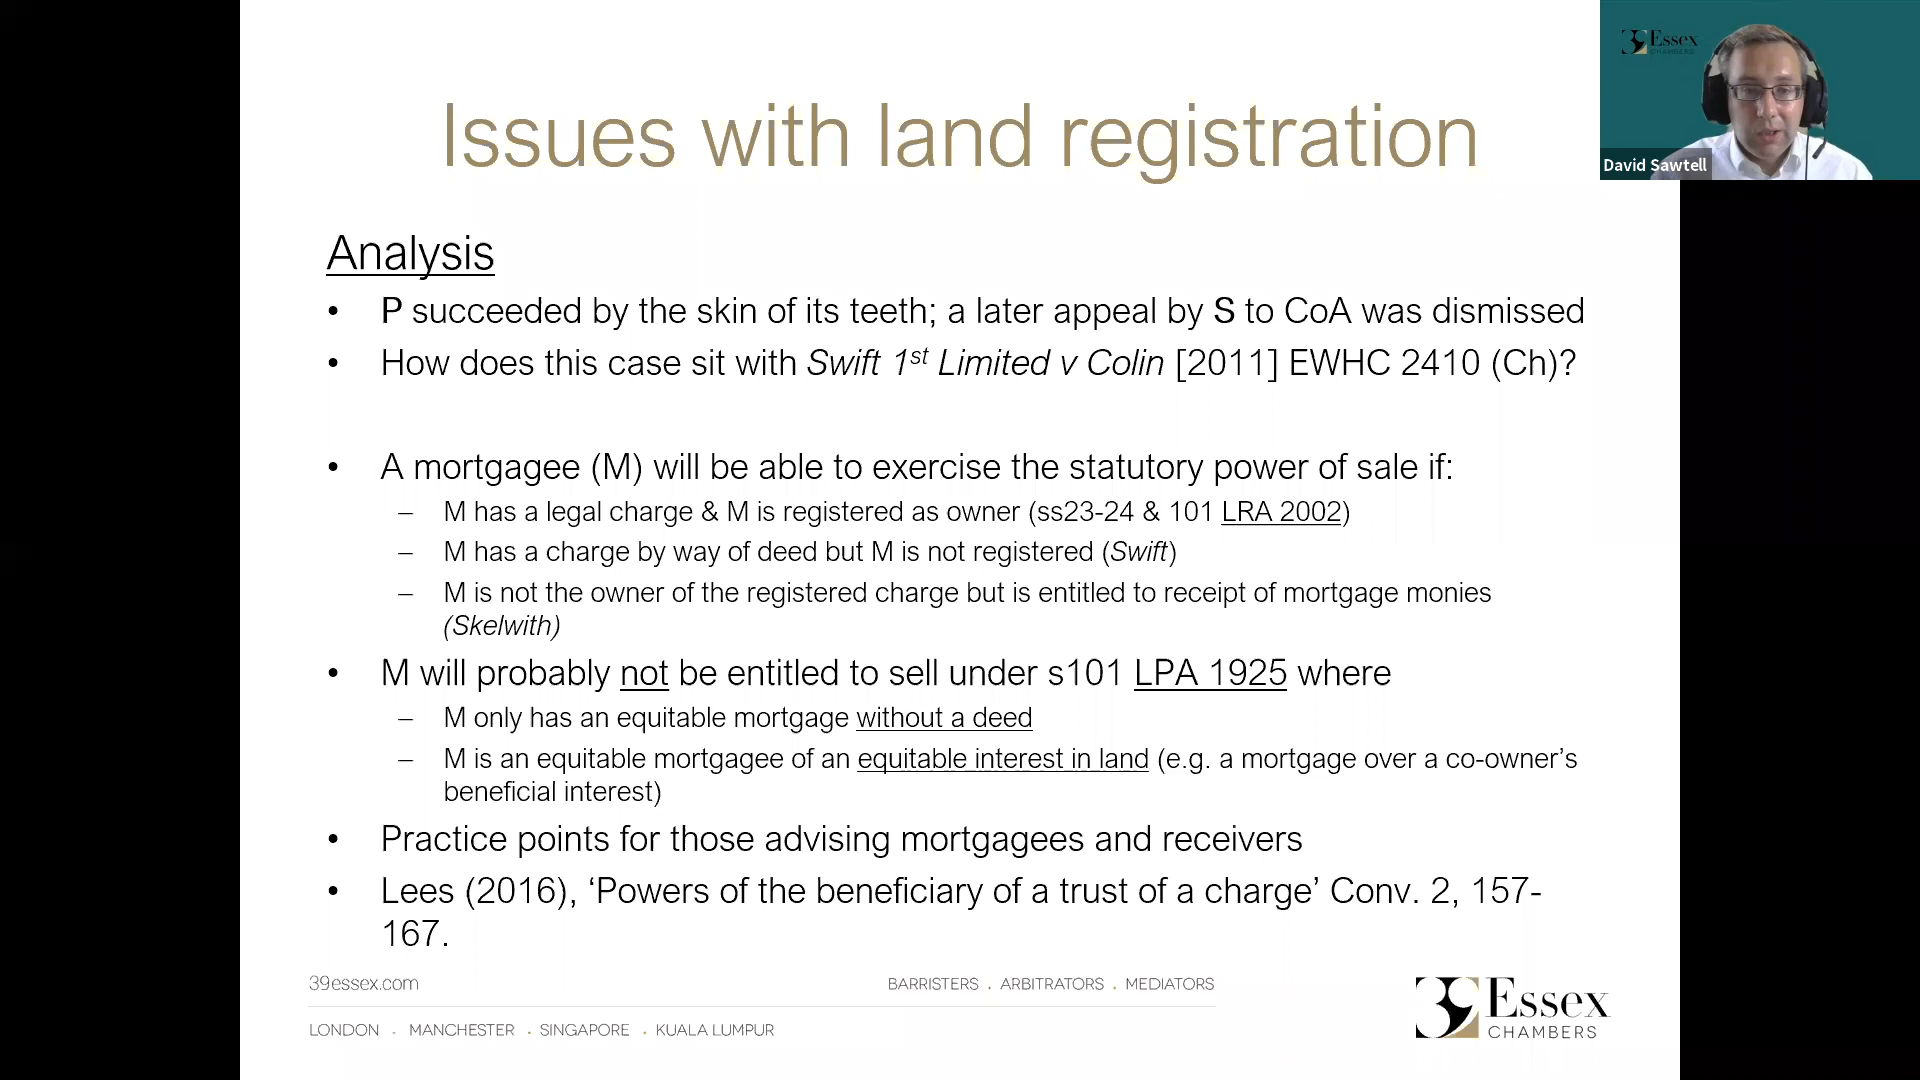 Issues with land registration
Analysis
• P succeeded by the skin of its teeth; a later appeal by S to CoA was dismissed
• How does this case sit with Swift 1st Limited v Colin [2011] EWHC 2410 (Ch)?
• A mortgagee (M) will be able to exercise the statutory power of sale if:
– M has a legal charge & M is registered as owner (ss23-24 & 101 LRA 2002)
– M has a charge by way of deed but M is not registered (Swift)
– M is not the owner of the registered charge but is entitled to receipt of mortgage monies
(Skelwith)
• M will probably not be entitled to sell under s101 LPA 1925 where
– M only has an equitable mortgage without a deed
– M is an equitable mortgagee of an equitable interest in land (e.g. a mortgage over a co-owner’s
beneficial interest)
• Practice points for those advising mortgagees and receivers
• Lees (2016), ‘Powers of the beneficiary of a trust of a charge’ Conv. 2, 157-
167.
39essex.com
BARRISTERS . ARBITRATORS . MEDIATORS
LONDON . MANCHESTER . SINGAPORE . KUALA LUMPUR
39 Essex
CHAMBERS
39 Essex
CHAMBERS
David Sawtell